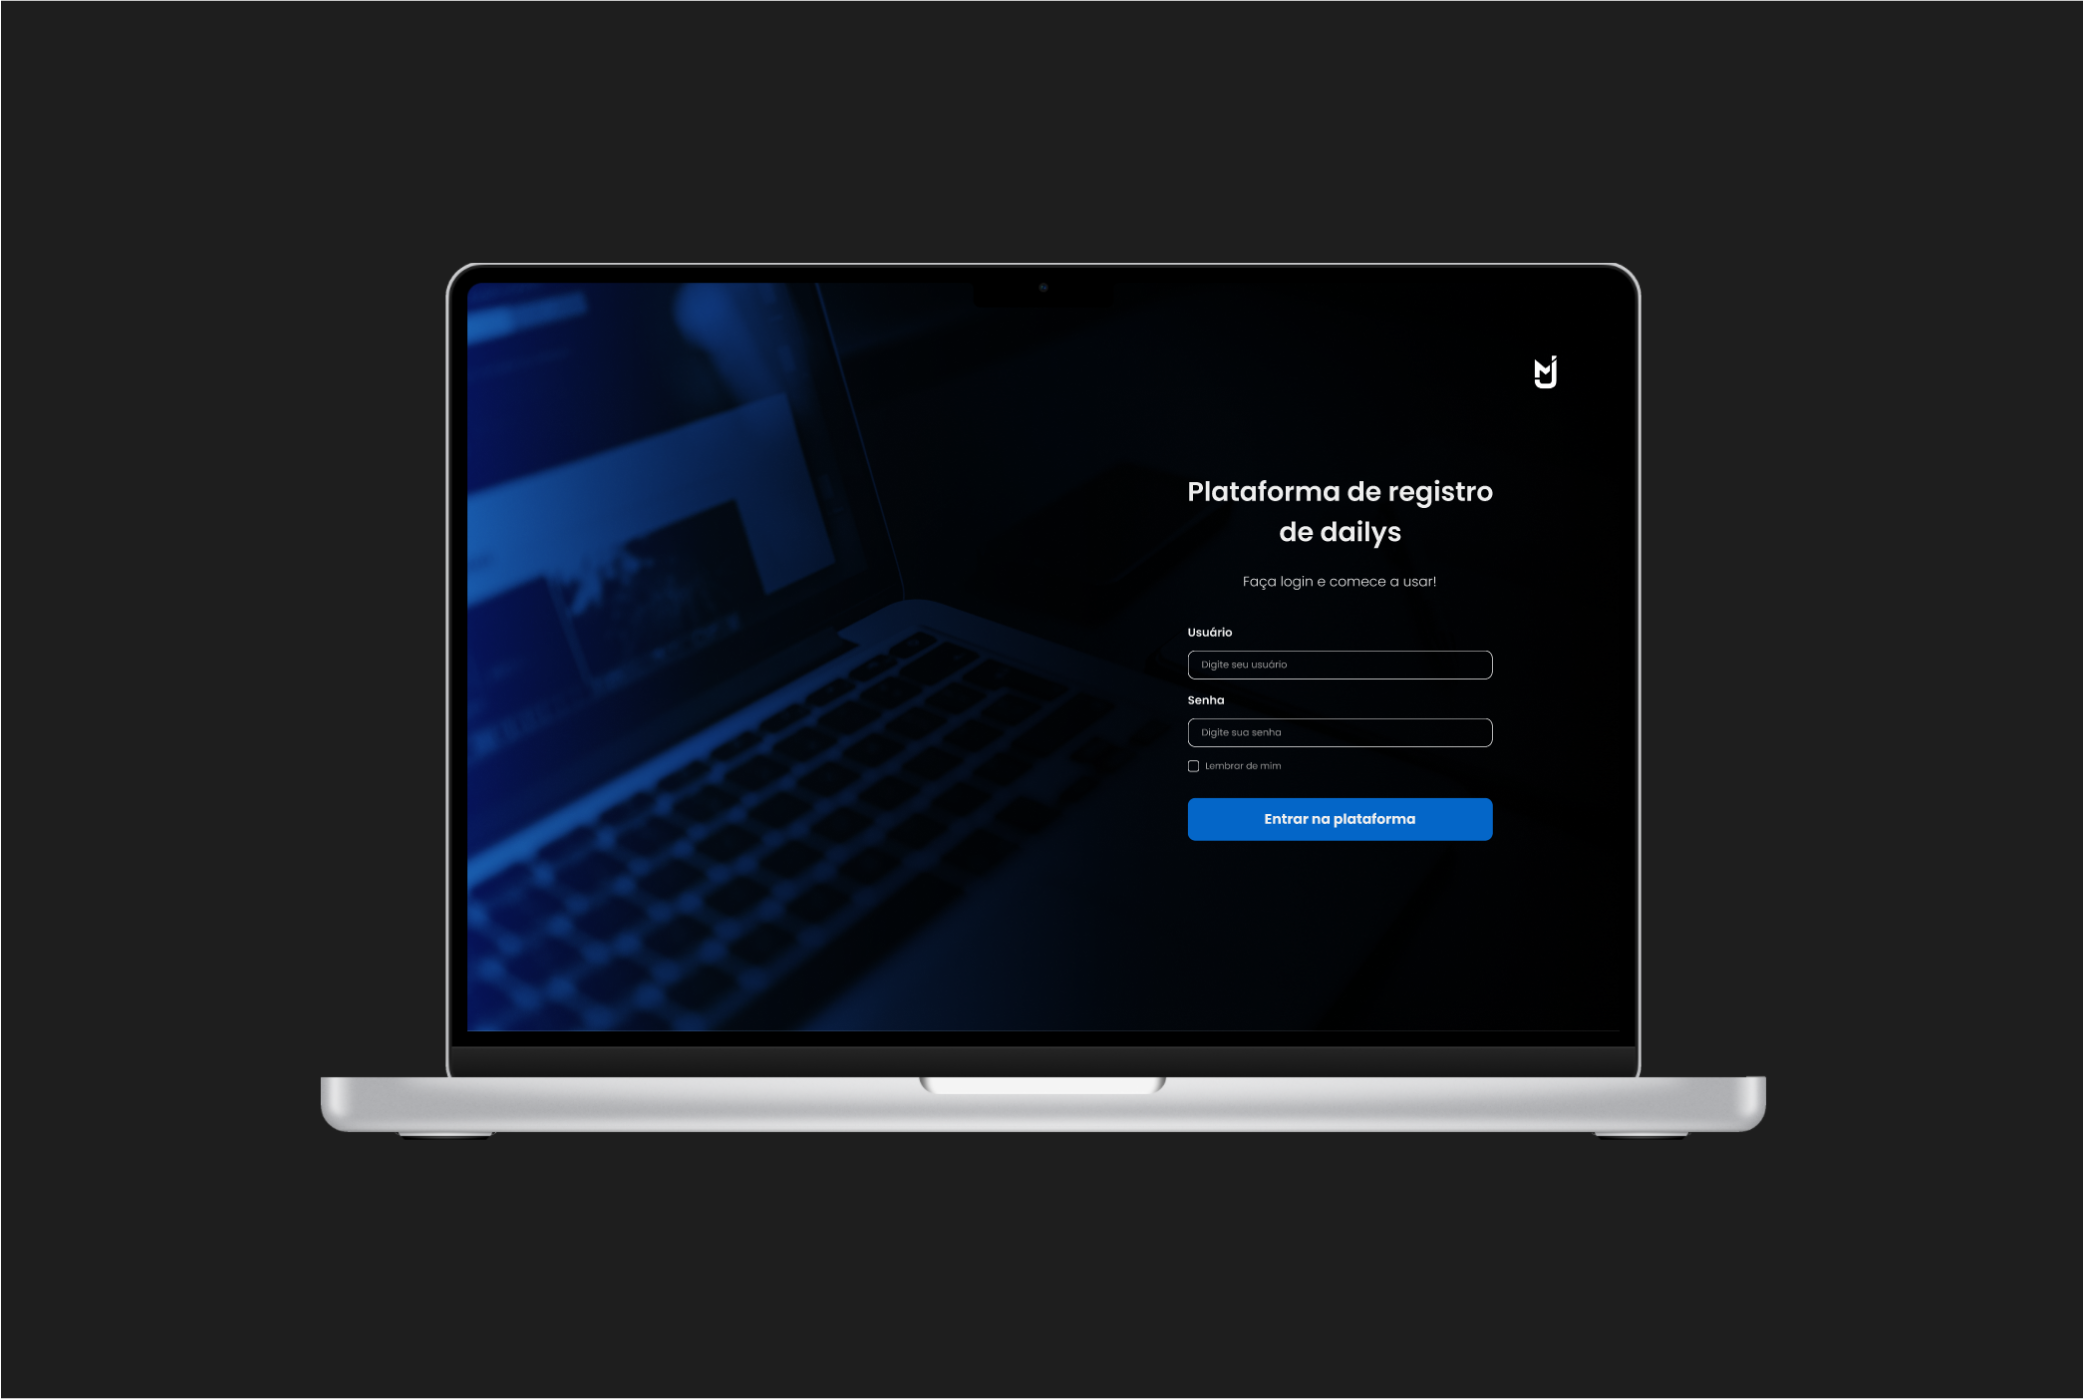 MJ
Plataforma de registro
de dailys
Faça login e comece a usar!
Usuário
Digite seu usuário
Senha
Digite sua senha
Lembrar de mim
Entrar na plataforma